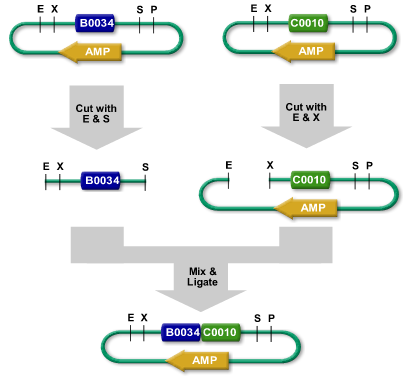 E X B0034 S P
AMP
E X C0010 S P
AMP
Cut with
E & S
Cut with
E & X
E X B0034 S
E X C0010 S P
AMP
Mix &
Ligate
E X B0034 C0010 S P
AMP